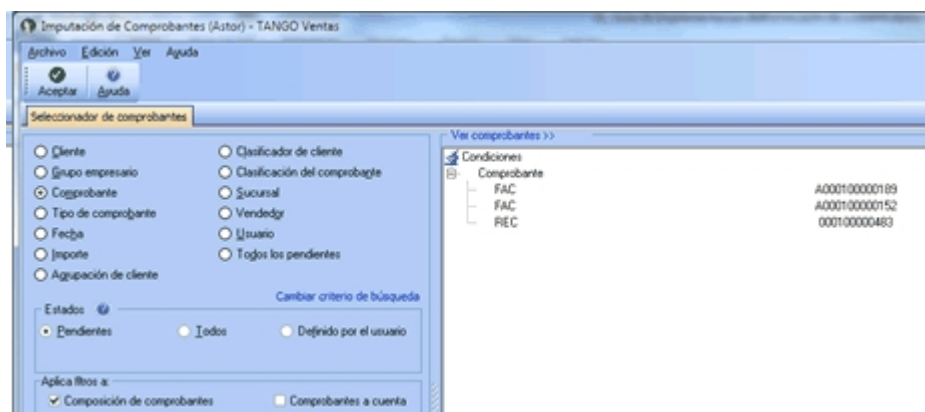 Imputación de Comprobantes (Astor) - TANGO Ventas
Archivo Edición Ver Ayuda
Aceptar Ayuda
Seleccionador de comprobantes
Cliente
Grupo empresario
Comprobante
Tipo de comprobante
Fecha
Importe
Agrupación de cliente
Clasificador de cliente
Clasificación del comprobante
Sucursal
Vendedor
Usuario
Todos los pendientes
Cambiar criterio de búsqueda
Estados
Pendientes Todos Definido por el usuario
Aplica filtros a:
Composición de comprobantes Comprobantes a cuenta
Ver comprobantes >>
Condiciones
Comprobante
FAC A000100000189
FAC A000100000152
REC 000100000483